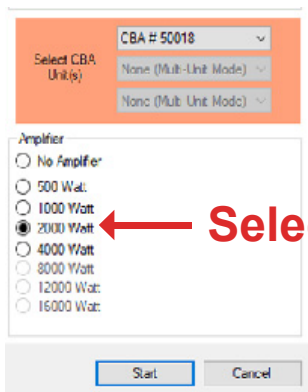 CBA # 50018
Select CBA
Unit(s)
None (Multi-Unit Mode)
None (Multi-Unit Mode)
Amplifier
No Amplifier
500 Watt
1000 Watt
2000 Watt
Sele
4000 Watt
8000 Watt
12000 Watt
16000 Watt
Start
Cancel